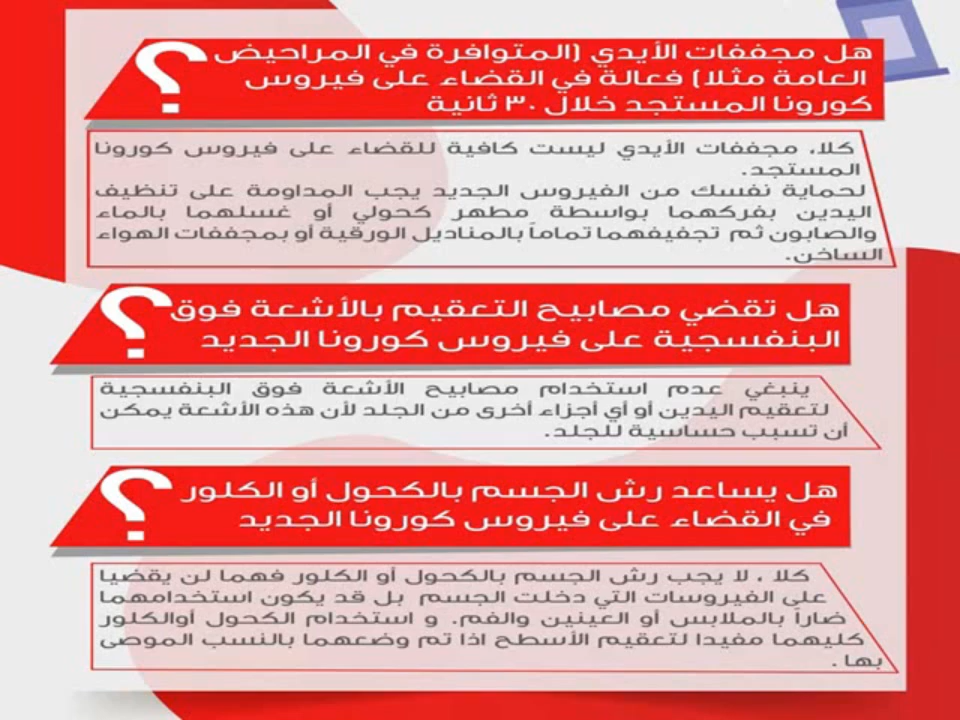 هل مجففات الأيدي (المتوافرة في المراحيض
العامة مثلا) فعالة في القضاء على فيروس
كورونا المستجد خلال ٣٠ ثانية
؟
كلا، مجففات الأيدي ليست كافية للقضاء على فيروس كورونا
المستجد.
لحماية نفسك من الفيروس الجديد يجب المداومة على تنظيف
اليدين بفركهما بواسطة مطهر كحولي أو غسلهما بالماء
والصابون ثم تجفيفهما تماماً بالمناديل الورقية أو بمجففات الهواء
الساخن.
هل تقضي مصابيح التعقيم بالأشعة فوق
البنفسجية على فيروس كورونا الجديد
؟
ينبغي عدم استخدام مصابيح الأشعة فوق البنفسجية
لتعقيم اليدين أو أي أجزاء أخرى من الجلد لأن هذه الأشعة يمكن
أن تسبب حساسية للجلد.
هل يساعد رش الجسم بالكحول أو الكلور
في القضاء على فيروس كورونا الجديد
؟
كلا ، لا يجب رش الجسم بالكحول أو الكلور فهما لن يقضيا
على الفيروسات التي دخلت الجسم بل قد يكون استخدامهما
ضاراً بالملابس أو العينين والفم. و استخدام الكحول أوالكلور
كليهما مفيدا لتعقيم الأسطح اذا تم وضعهما بالنسب الموصى
بها .